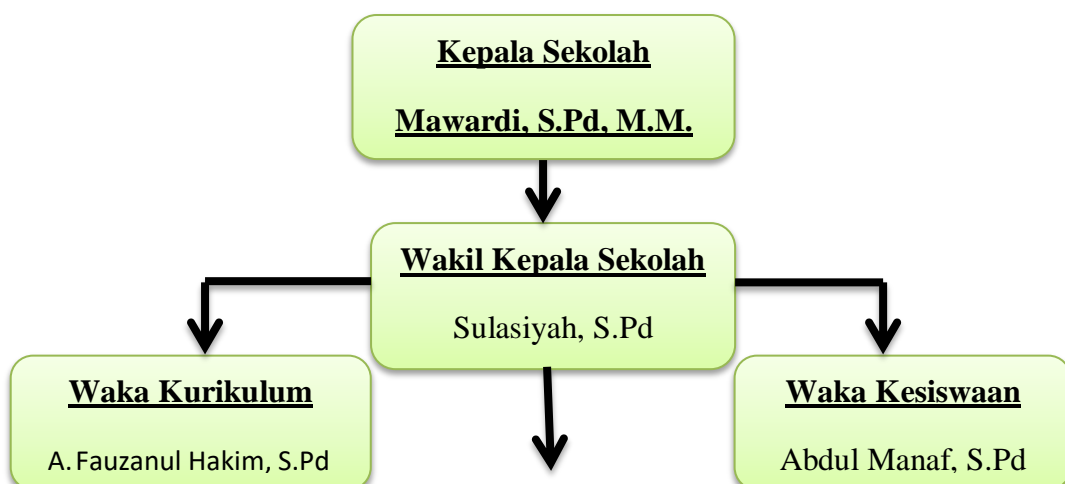 Kepala Sekolah
Mawardi, S.Pd, M.M.
Wakil Kepala Sekolah
Sulasiyah, S.Pd
Waka Kurikulum
A. Fauzanul Hakim, S.Pd
Waka Kesiswaan
Abdul Manaf, S.Pd